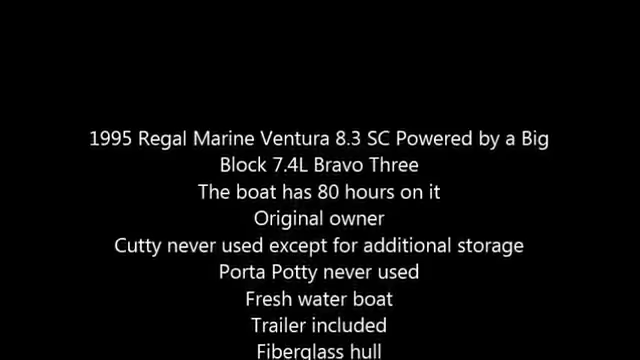 1995 Regal Marine Ventura 8.3 SC Powered by a Big
Block 7.4L Bravo Three
The boat has 80 hours on it
Original owner
Cutty never used except for additional storage
Porta Potty never used
Fresh water boat
Trailer included
Fiberglass hull